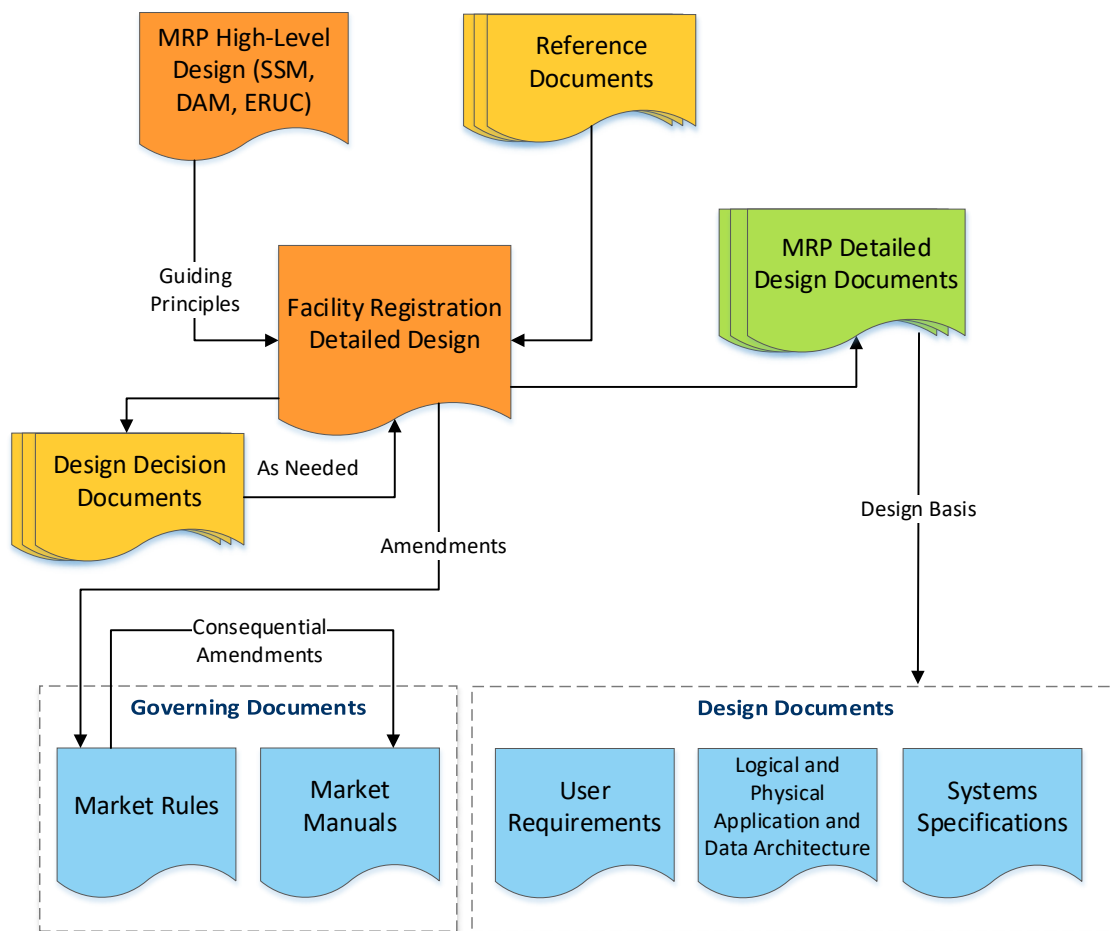 MRP High-Level
Design (SSM,
DAM, ERUC)
Reference
Documents
MRP Detailed
Design Documents
Guiding
Principles
Facility Registration
Detailed Design
Design Decision
Documents
As Needed
Design Basis
Amendments
Consequential
Amendments
Governing Documents
Market Rules
Market
Manuals
Design Documents
User
Requirements
Logical and
Physical
Application and
Data Architecture
Systems
Specifications